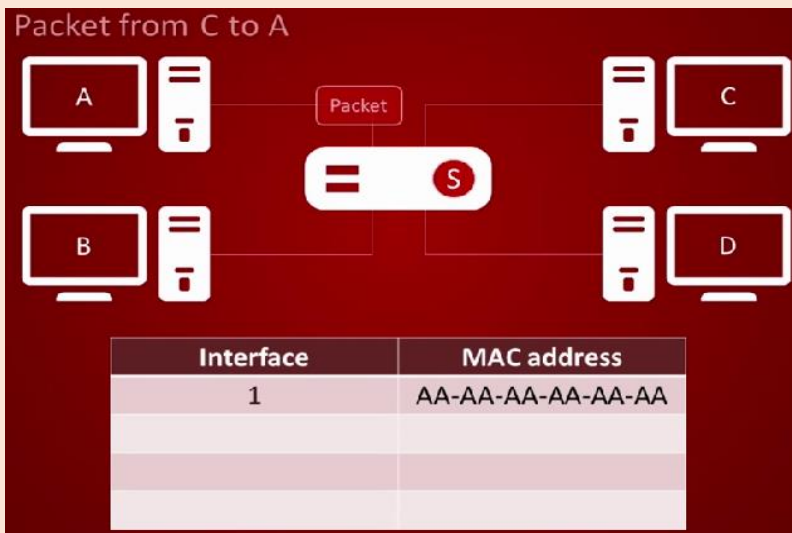 Packet from C to A
A
Packet
C
S
B
D
Interface MAC address
1 AA-AA-AA-AA-AA-AA